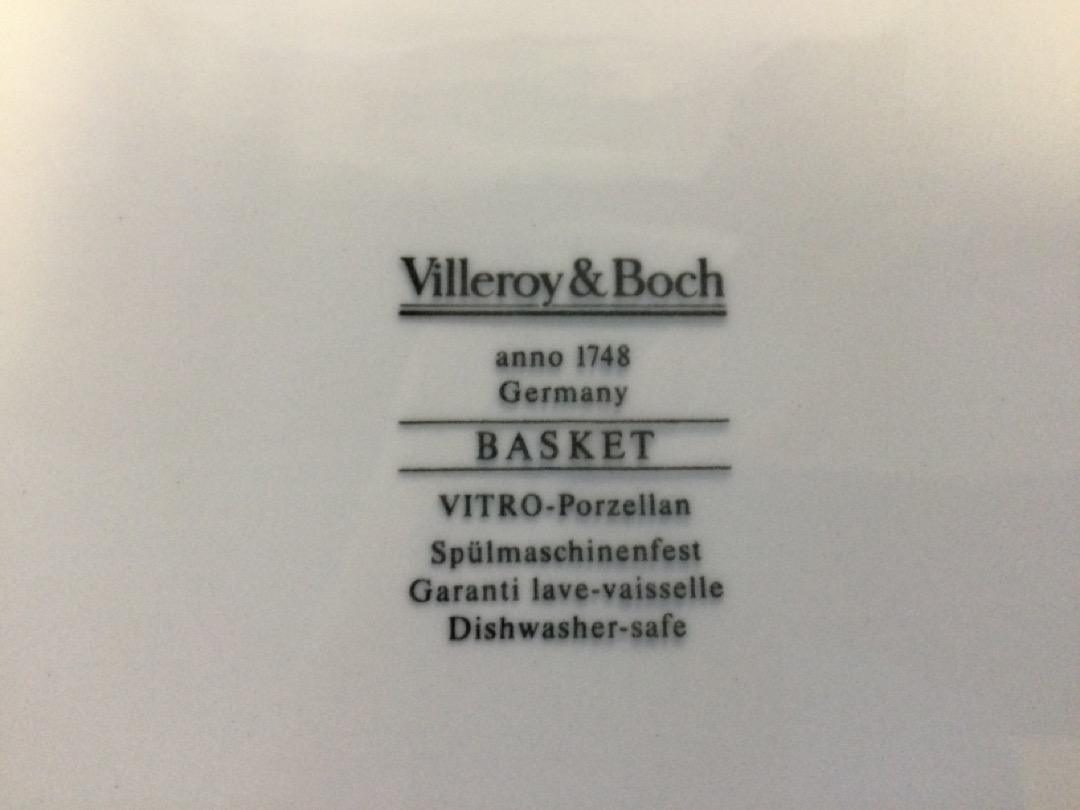 Villeroy & Boch
anno 1748
Germany
BASKET
VITRO-Porzellan
Spülmaschinenfest
Garanti lave-vaisselle
Dishwasher-safe